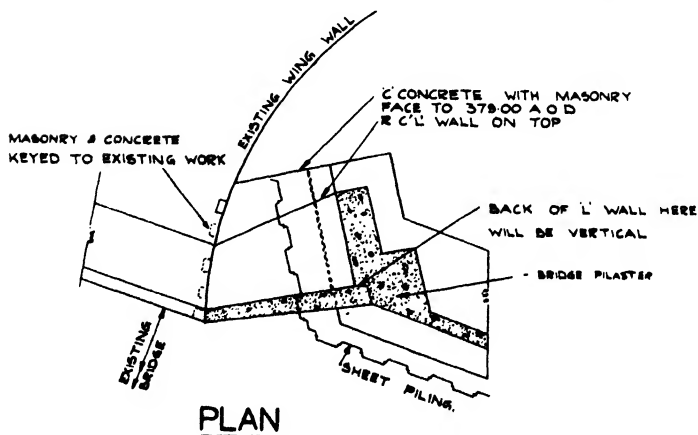 EXISTING WING WALL
'C' CONCRETE WITH MASONRY
FACE TO 379.00 A O D
R C 'L' WALL ON TOP
MASONRY & CONCRETE
KEYED TO EXISTING WORK
BACK OF 'L' WALL HERE
WILL BE VERTICAL
- BRIDGE PILASTER
EXISTING
BRIDGE
SHEET PILING.
PLAN